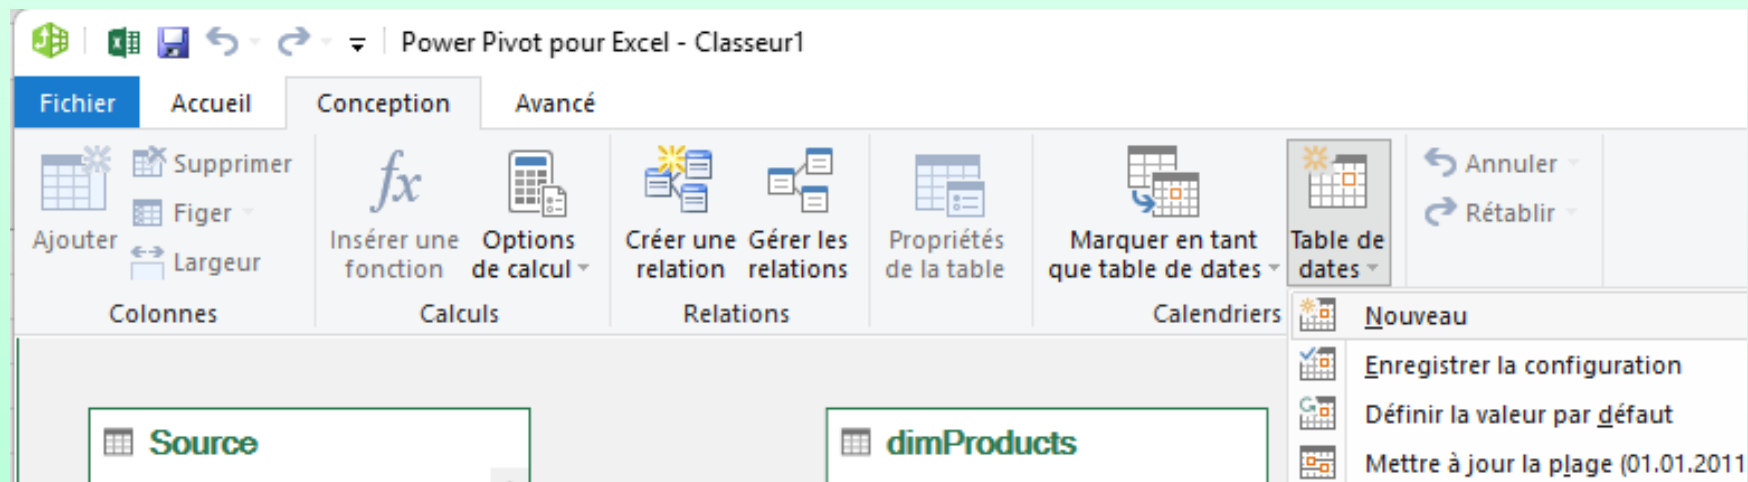 Power Pivot pour Excel - Classeur1
Fichier Accueil Conception Avancé
Supprimer
Figer
Largeur
Ajouter
Colonnes
fx
Insérer une
fonction
Options
de calcul
Calculs
Créer une
relation
Gérer les
relations
Relations
Propriétés
de la table
Marquer en tant
que table de dates
Table de
dates
Calendriers
Annuler
Rétablir
Nouveau
Enregistrer la configuration
Définir la valeur par défaut
Mettre à jour la plage (01.01.2011
Source
dimProducts